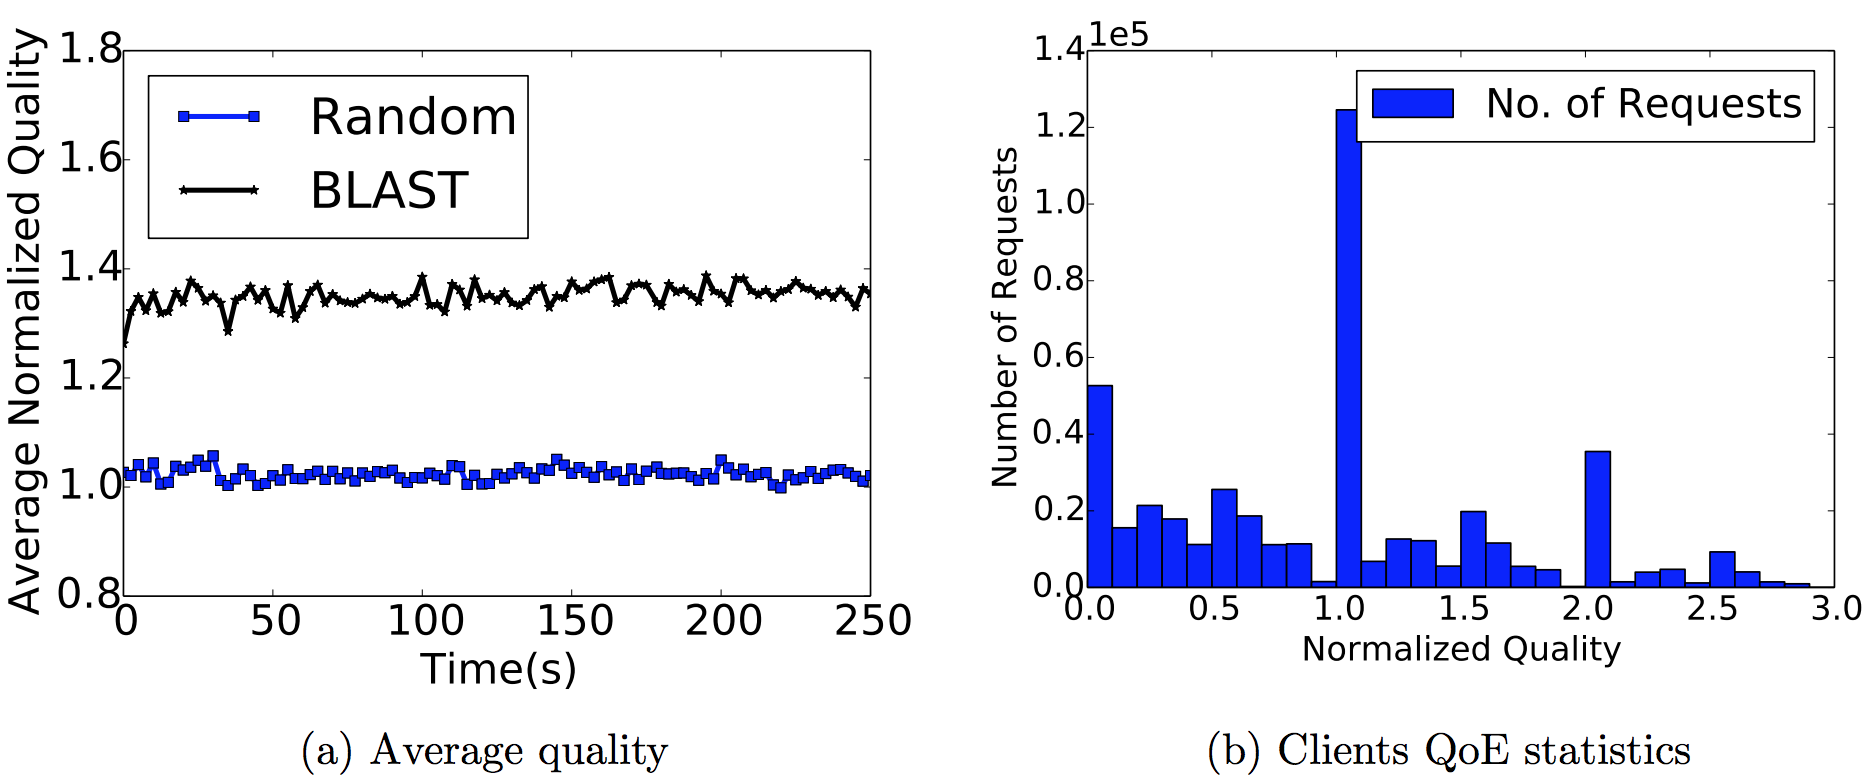 Average Normalized Quality
1.8
1.6
1.4
1.2
1.0
0.8
Random
BLAST
0 50 100 150 200 250
Time(s)
(a) Average quality
1e5
Number of Requests
1.4
1.2
1.0
0.8
0.6
0.4
0.2
0.0
No. of Requests
0.0 0.5 1.0 1.5 2.0 2.5 3.0
Normalized Quality
(b) Clients QoE statistics